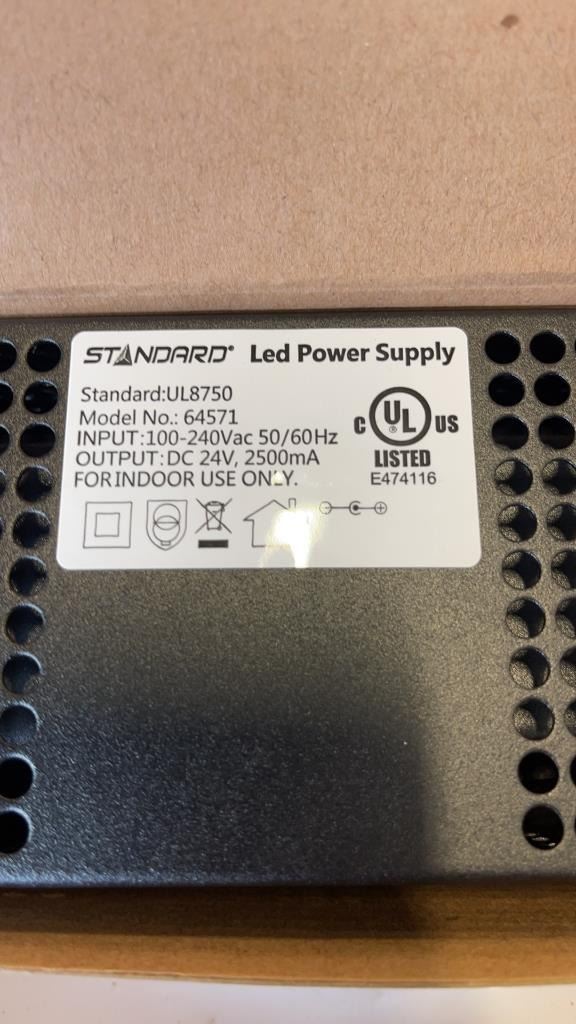 STANDARD® Led Power Supply
Standard:UL8750
Model No.: 64571
INPUT:100-240Vac 50/60Hz
OUTPUT:DC 24V, 2500mA
FOR INDOOR USE ONLY.
C UL® US
LISTED
E474116